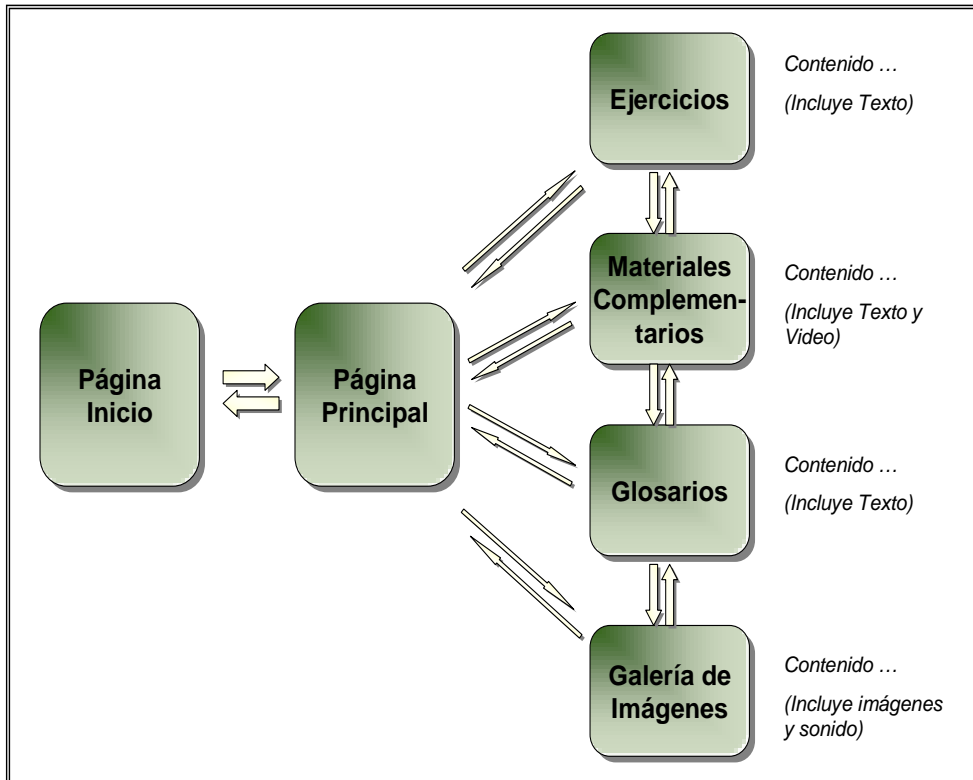 Página
Inicio
Página
Principal
Ejercicios
Contenido …
(Incluye Texto)
Materiales
Complemen-
tarios
Contenido …
(Incluye Texto y
Video)
Glosarios
Contenido …
(Incluye Texto)
Galería de
Imágenes
Contenido …
(Incluye imágenes
y sonido)